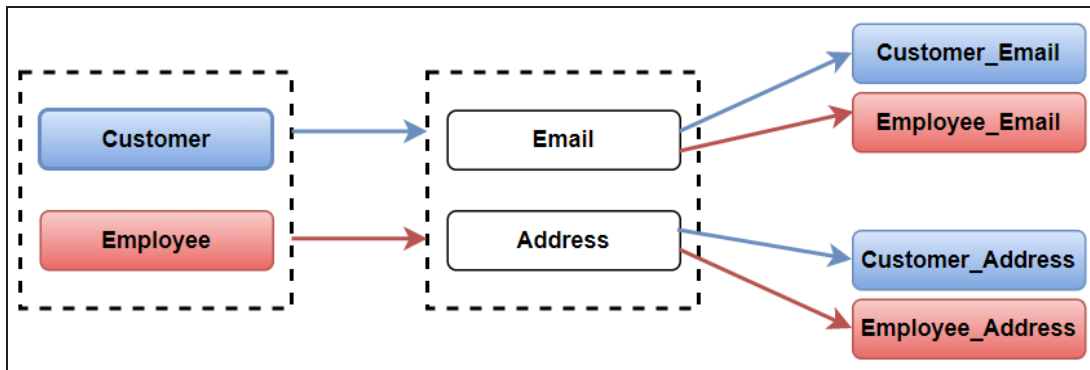 Customer
Employee
Email
Address
Customer_Email
Employee_Email
Customer_Address
Employee_Address